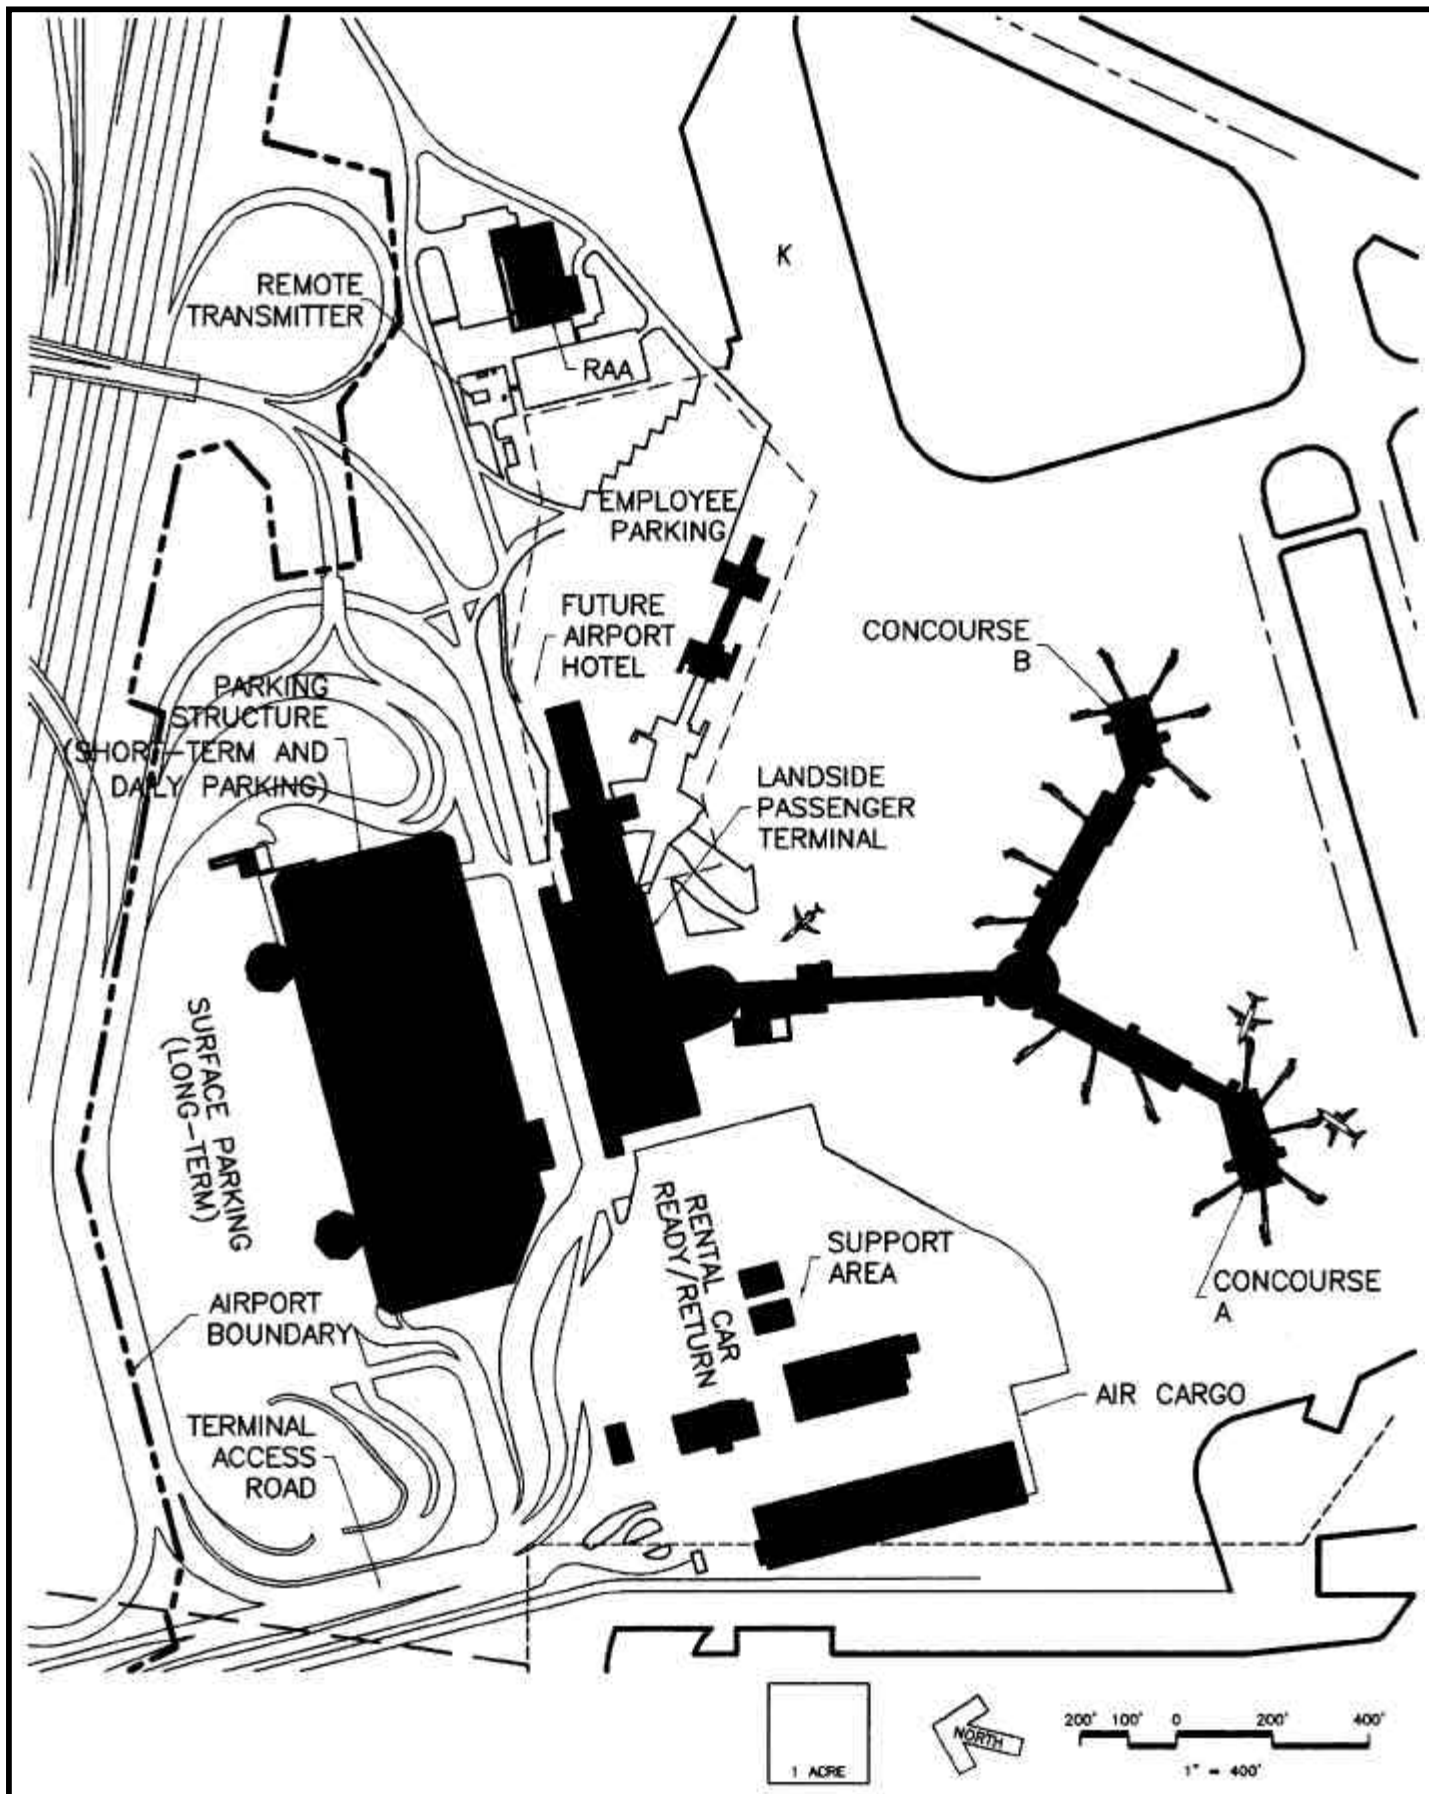 K
REMOTE
TRANSMITTER
RAA
EMPLOYEE
PARKING
FUTURE
AIRPORT
HOTEL
CONCOURSE
B
PARKING
STRUCTURE
(SHORT-TERM AND
DAILY PARKING)
LANDSIDE
PASSENGER
TERMINAL
SURFACE PARKING
(LONG-TERM)
RENTAL CAR
READY/RETURN
SUPPORT
AREA
CONCOURSE
A
AIRPORT
BOUNDARY
AIR CARGO
TERMINAL
ACCESS
ROAD
1 ACRE
NORTH
200' 100' 0 200' 400'
1" = 400'